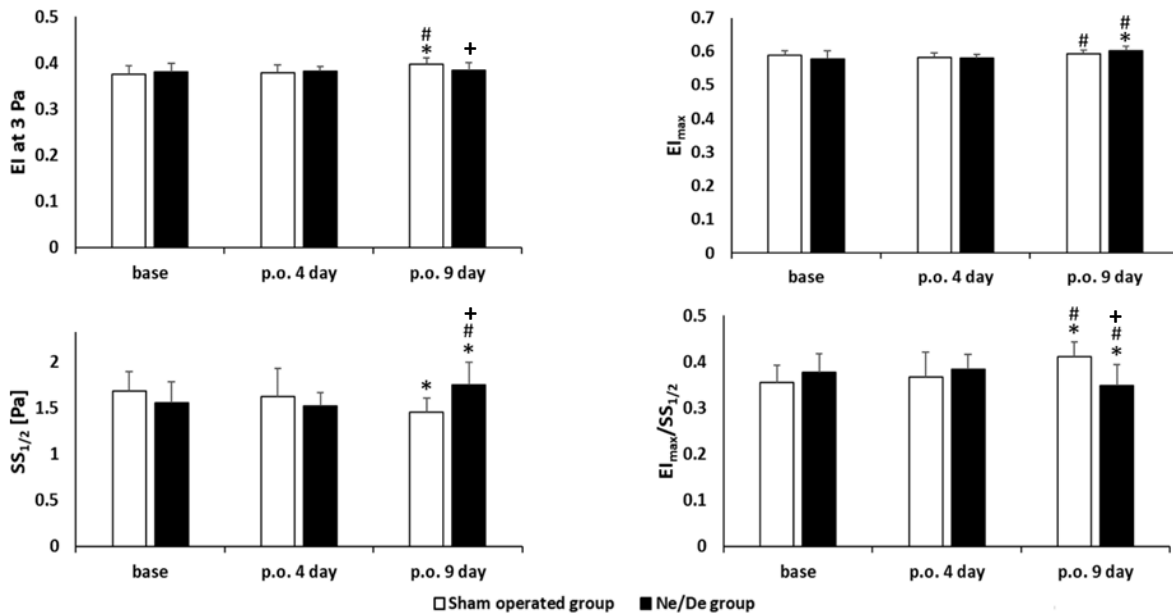 0.5
0.4
0.3
0.2
0.1
0
EI at 3 Pa
#
*
+
base
p.o. 4 day
p.o. 9 day
0.7
0.6
0.5
0.4
0.3
0.2
0.1
0
EImax
#
#
*
base
p.o. 4 day
p.o. 9 day
2
1.5
1
0.5
0
SS1/2 [Pa]
*
+
#
*
base
p.o. 4 day
p.o. 9 day
0.5
0.4
0.3
0.2
0.1
0
EImax/SS1/2
#
*
+
#
*
base
p.o. 4 day
p.o. 9 day
Sham operated group
Ne/De group